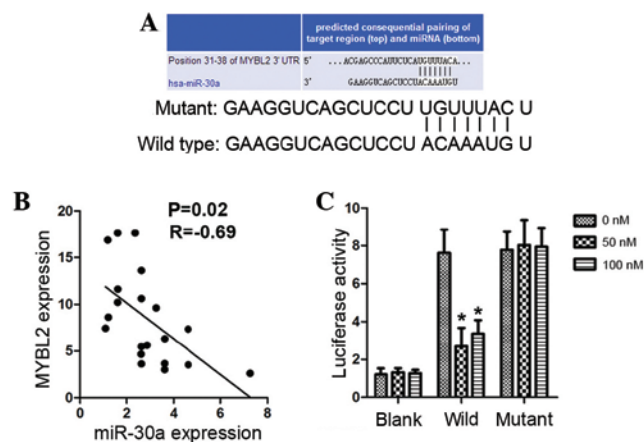 A
predicted consequential pairing of
target region (top) and miRNA (bottom)
Position 31-38 of MYBL2 3' UTR 5' ...ACGAGCCCAUUCUCAUGUUUACA...
hsa-miR-30a 3' GAAGGUCAGCUCCUACAAAUGU
Mutant: GAAGGUCAGCUCCU UGUUUAC U
Wild type: GAAGGUCAGCUCCU ACAAAUG U
B
P=0.02
R=-0.69
MYBL2 expression
20
15
10
5
0
0 2 4 6 8
miR-30a expression
C
Luciferase activity
10
8
6
4
2
0
* *
Blank Wild Mutant
0 nM
50 nM
100 nM